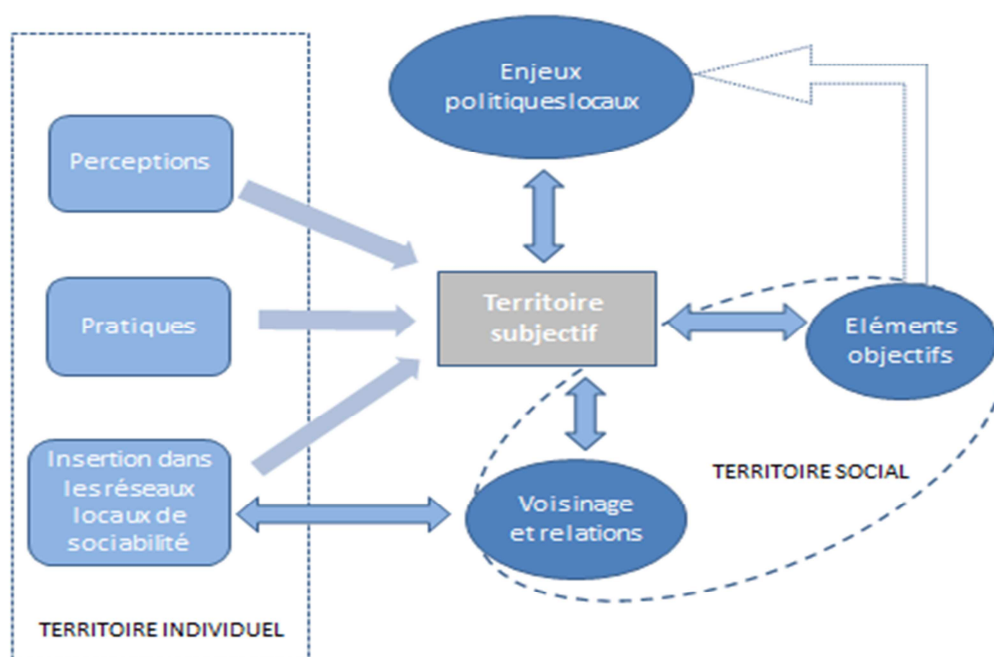 Enjeux
politiques locaux
Perceptions
Territoire
subjectif
Pratiques
Eléments
objectifs
Insertion dans
les réseaux
locaux de
sociabilité
Voisinage
et relations
TERRITOIRE SOCIAL
TERRITOIRE INDIVIDUEL